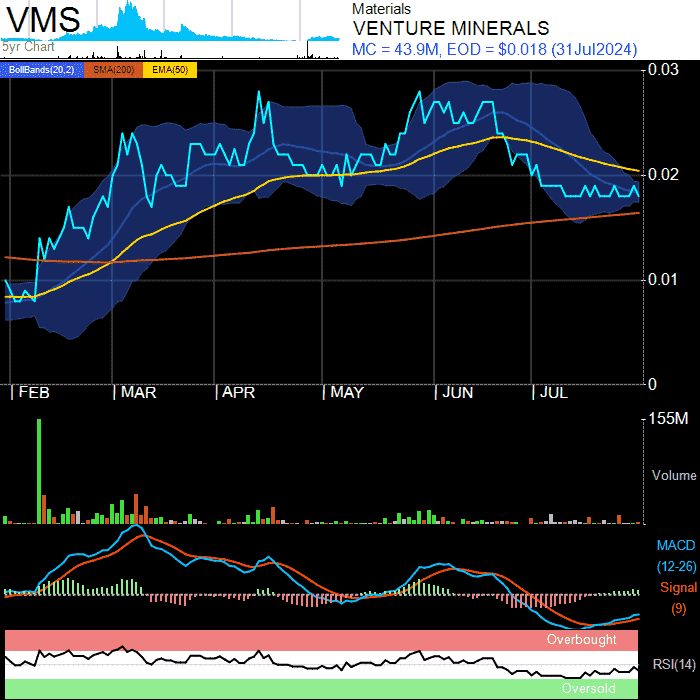 VMS
5yr Chart
Materials
VENTURE MINERALS
MC = 43.9M, EOD = $0.018 (31Jul2024)
BollBands(20,2) SMA(200) EMA(50)
0.03
0.02
0.01
0
FEB MAR APR MAY JUN JUL
155M
Volume
MACD
(12-26)
Signal
(9)
Overbought
RSI(14)
Oversold